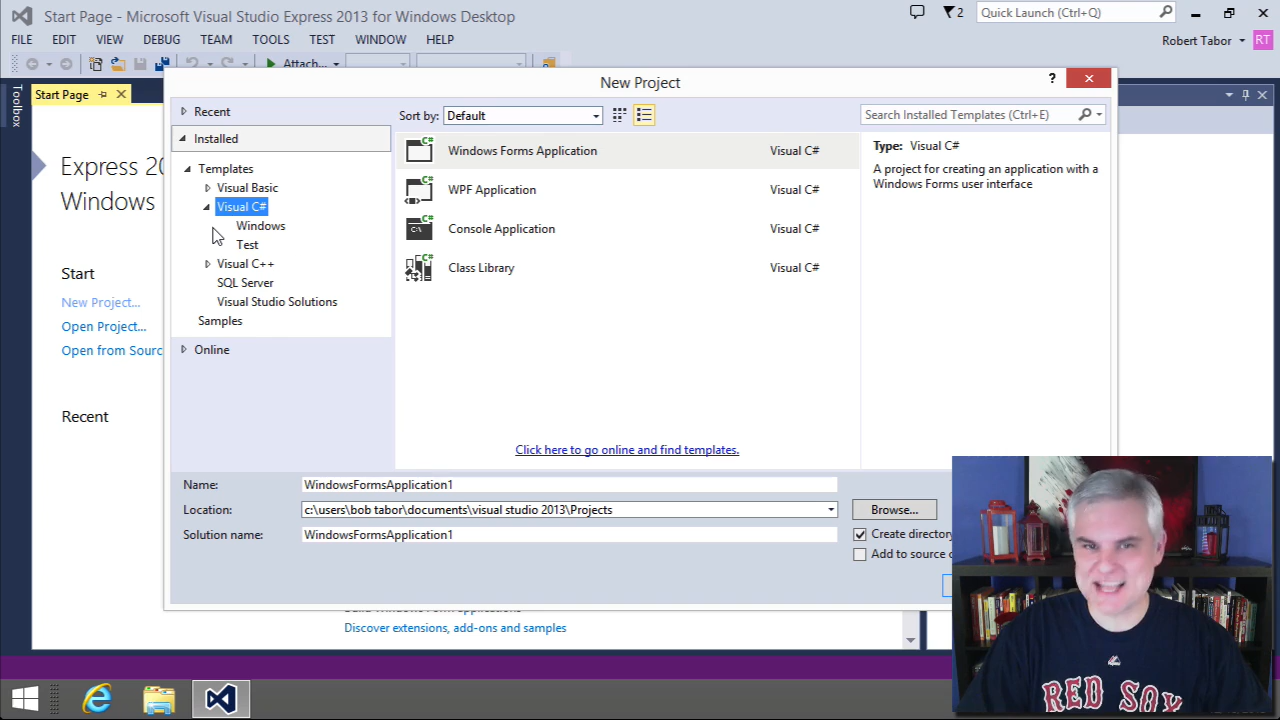 Start Page - Microsoft Visual Studio Express 2013 for Windows Desktop
2
Quick Launch (Ctrl+Q)
FILE EDIT VIEW DEBUG TEAM TOOLS TEST WINDOW HELP
Robert Tabor
RT
Attach...
Toolbox
Start Page
Express 20
Windows
Start
New Project...
Open Project...
Open from Sourc
Recent
New Project
?
Recent
Installed
Templates
Visual Basic
Visual C#
Windows
Test
Visual C++
SQL Server
Visual Studio Solutions
Samples
Online
Sort by: Default
Search Installed Templates (Ctrl+E)
Windows Forms Application Visual C#
WPF Application Visual C#
Console Application Visual C#
Class Library Visual C#
Type: Visual C#
A project for creating an application with a
Windows Forms user interface
Click here to go online and find templates.
Name: WindowsFormsApplication1
Location: c:\users\bob tabor\documents\visual studio 2013\Projects
Browse...
Solution name: WindowsFormsApplication1
Create directory
Add to source c
Discover extensions, add-ons and samples
RED SOX